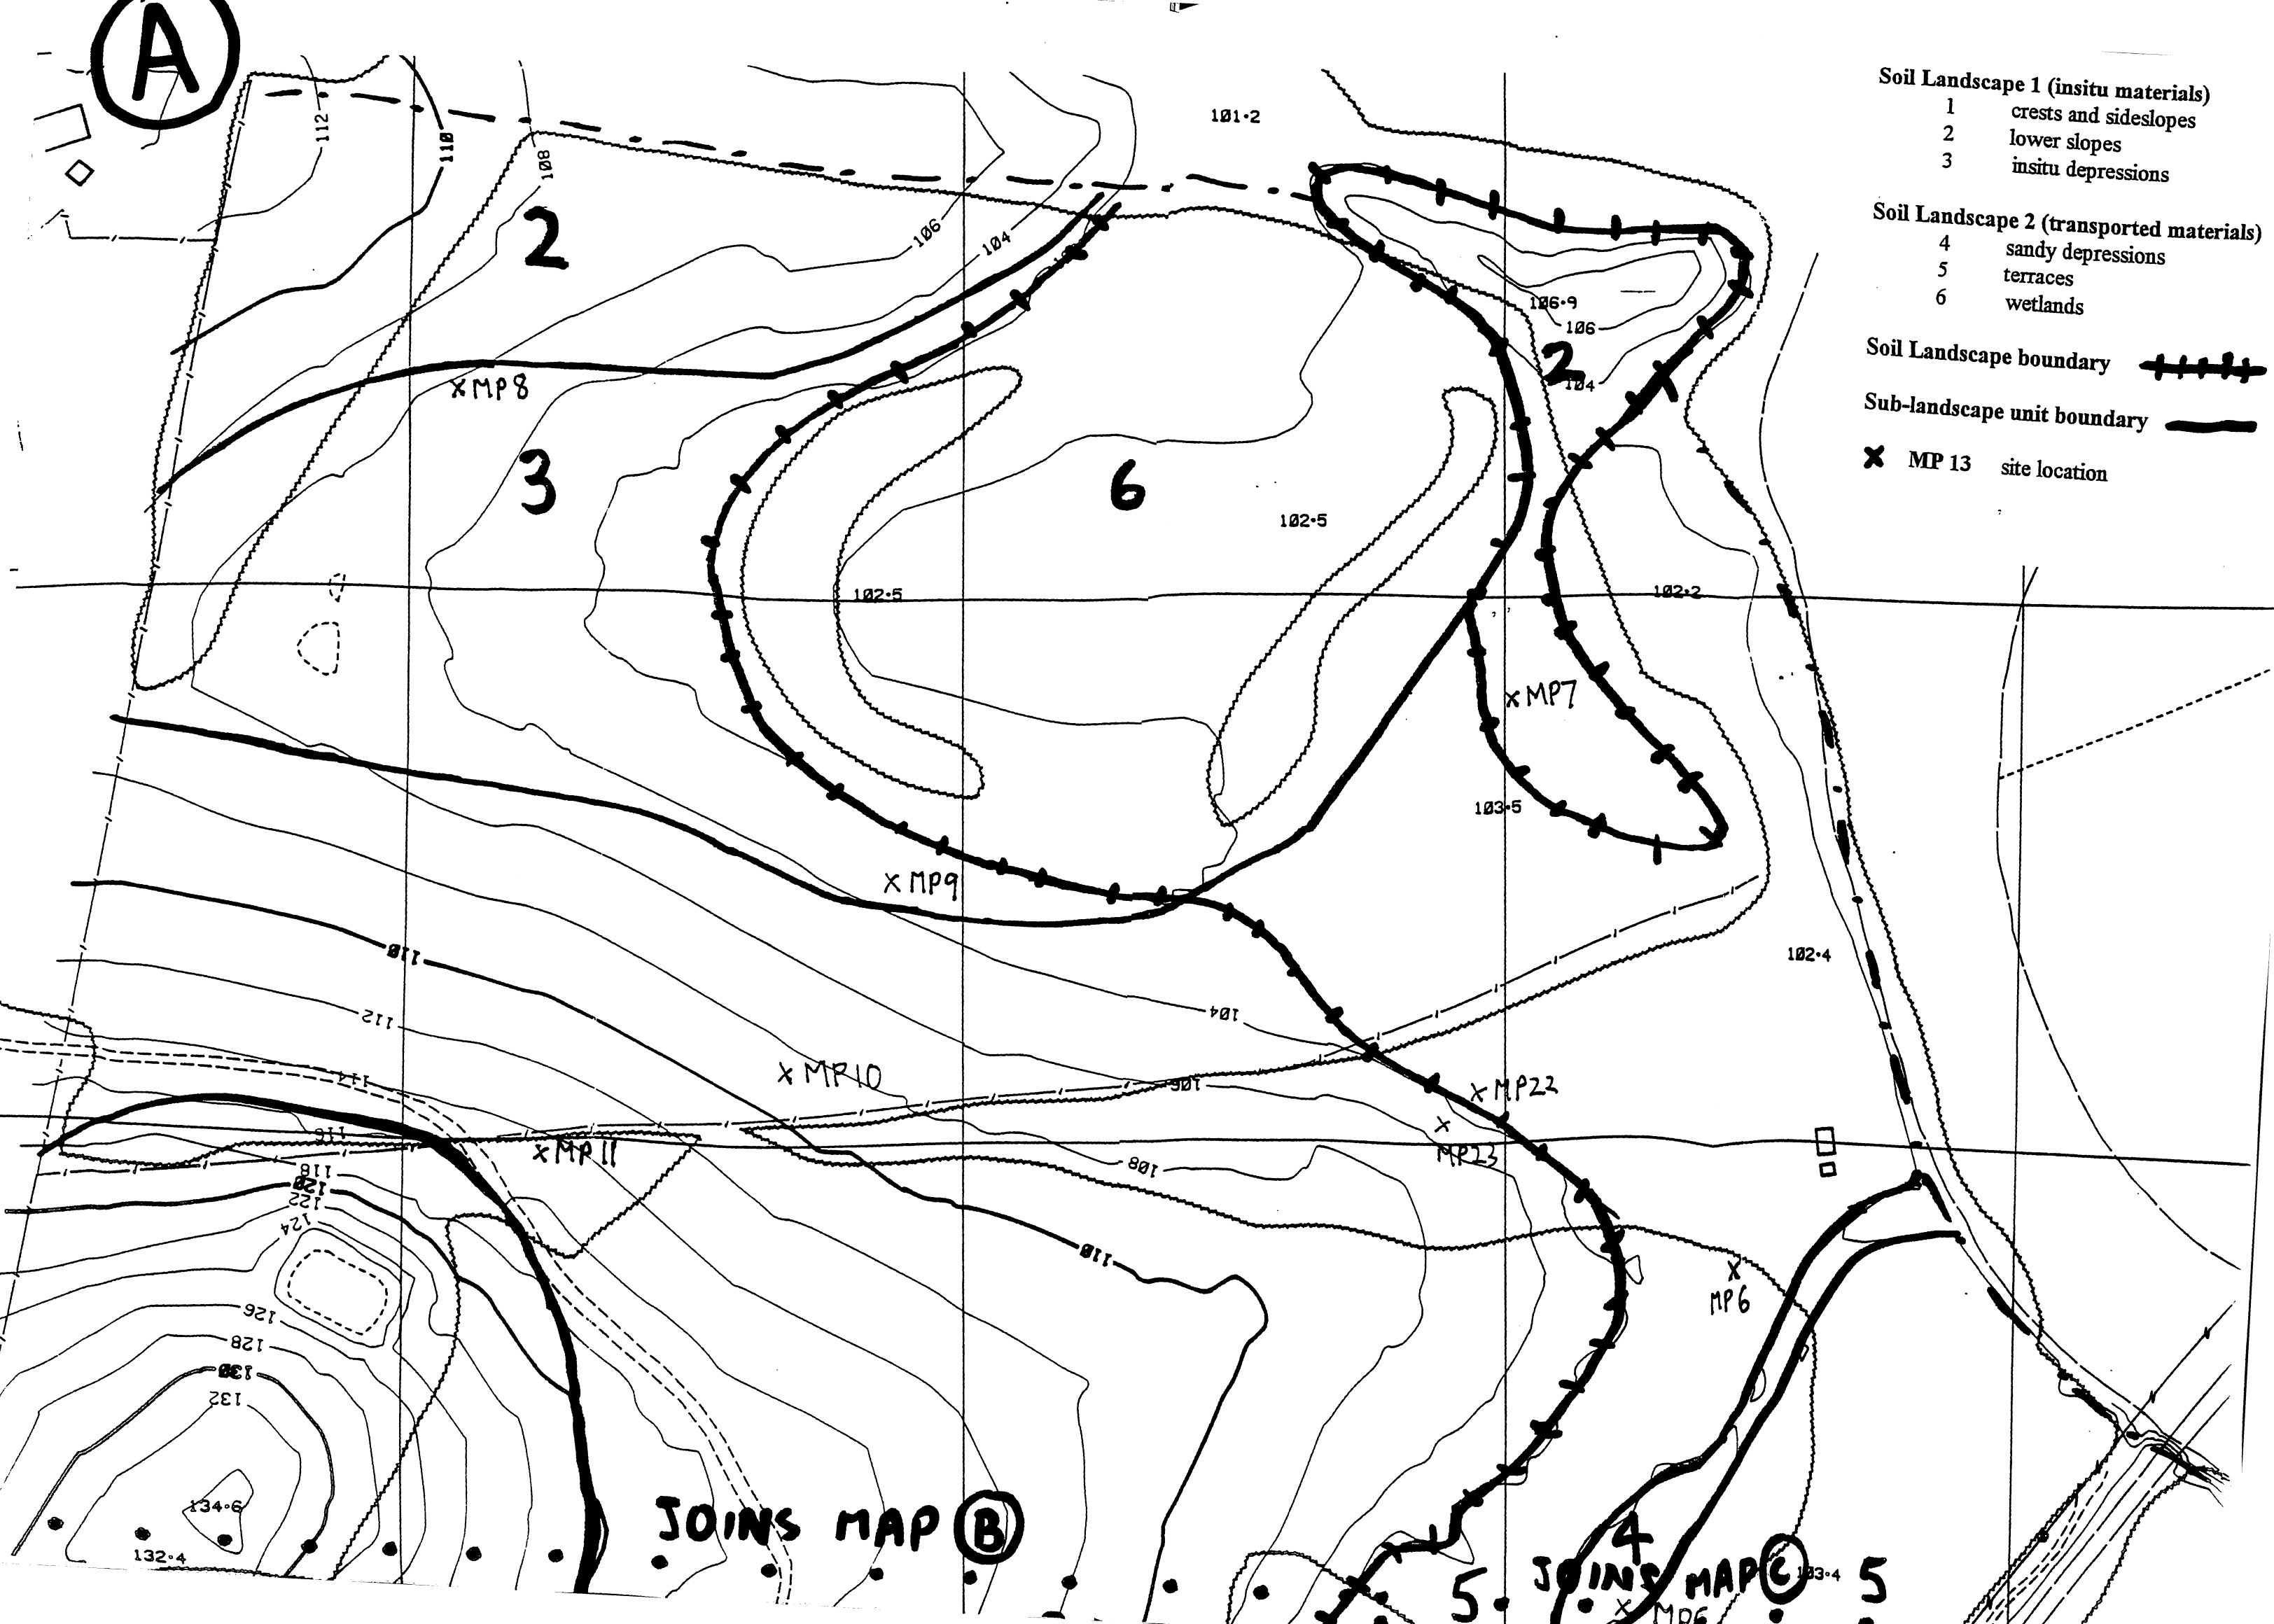 A
Soil Landscape 1 (insitu materials)
1 crests and sideslopes
2 lower slopes
3 insitu depressions
Soil Landscape 2 (transported materials)
4 sandy depressions
5 terraces
6 wetlands
Soil Landscape boundary
Sub-landscape unit boundary
x MP 13 site location
101·2
112
110
108
2
106
104
106·9
106
2
104
x MP8
3
6
102·5
102·5
102·2
x MP7
103·5
x MP9
110
102·4
104
112
x MP10
114
106
x MP22
x
MP23
116
x MP11
108
118
120
122
124
110
x
MP6
126
128
130
132
134·6
132·4
JOINS MAP B
4
5
JOINS MAP C
103·4
5
x MP6